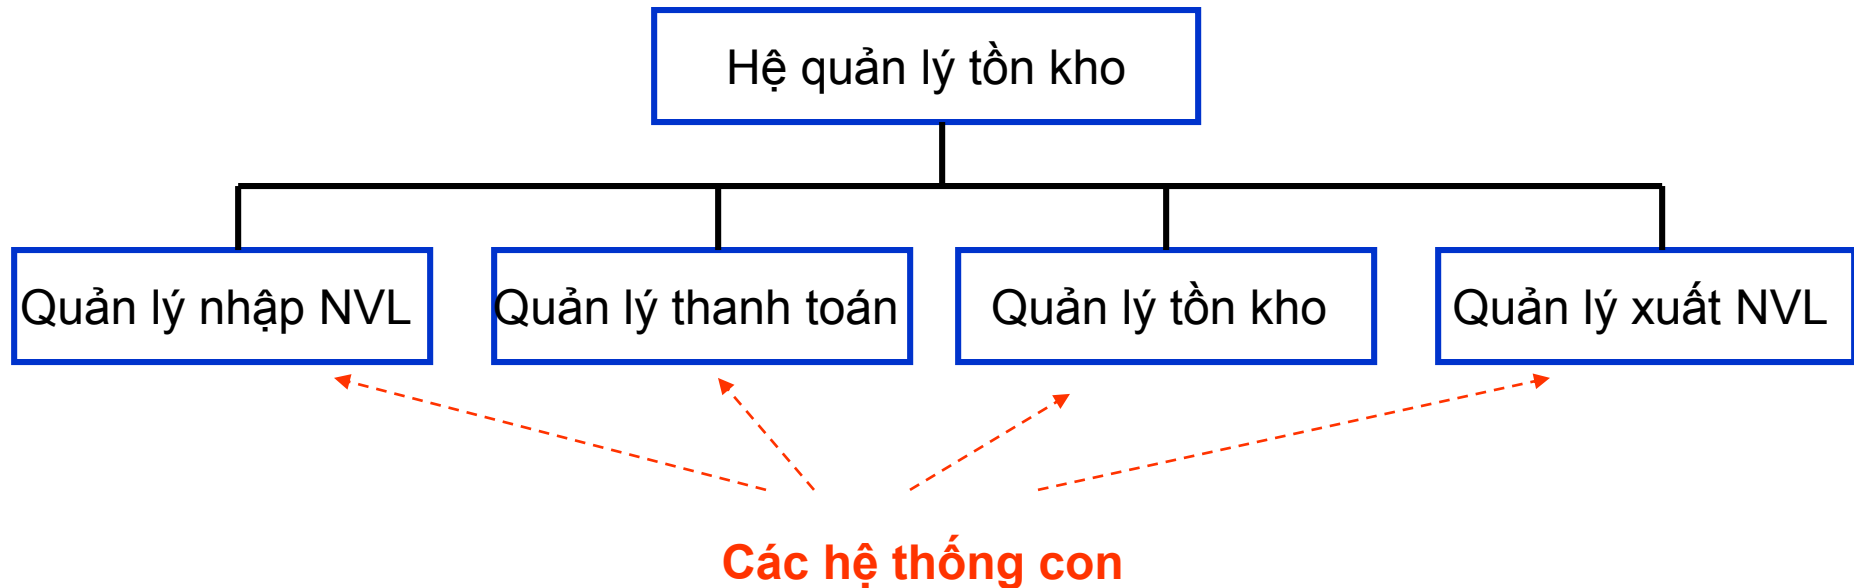 Hệ quản lý tồn kho
Quản lý nhập NVL
Quản lý thanh toán
Quản lý tồn kho
Quản lý xuất NVL
Các hệ thống con